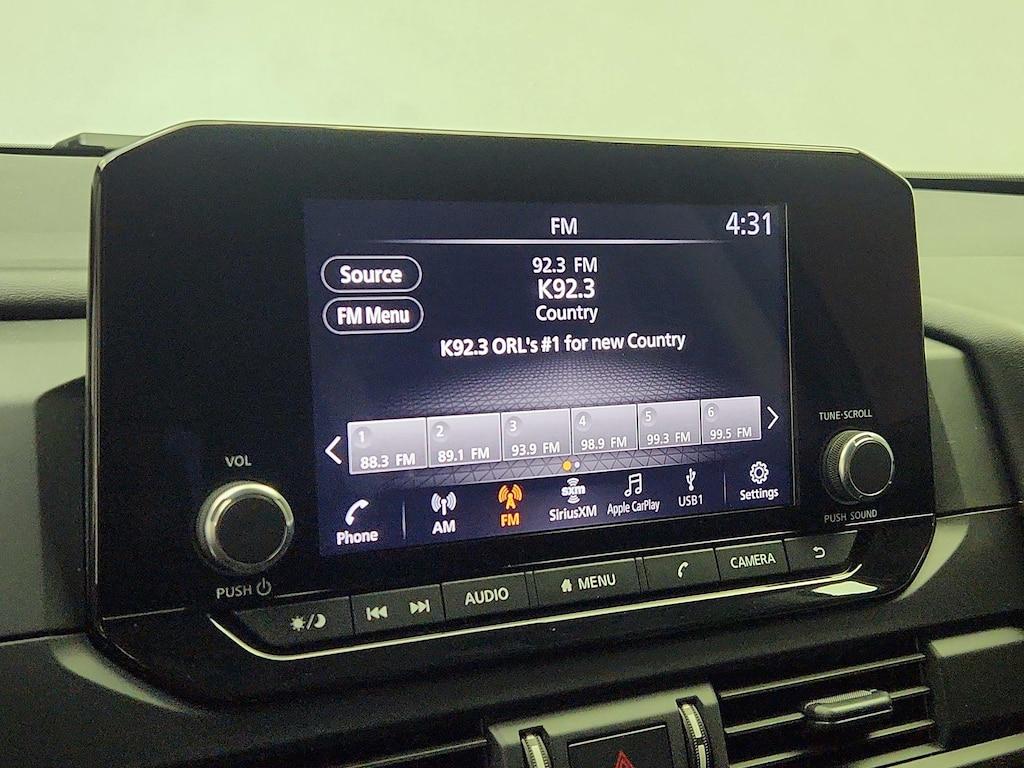 FM
4:31
Source
FM Menu
92.3 FM
K92.3
Country
K92.3 ORL's #1 for new Country
1 2 3 4 5 6
88.3 FM 89.1 FM 93.9 FM 98.9 FM 99.3 FM 99.5 FM
Phone
AM
FM
sxm
SiriusXM
Apple CarPlay
USB1
Settings
VOL
PUSH
TUNE·SCROLL
PUSH SOUND
AUDIO
MENU
CAMERA